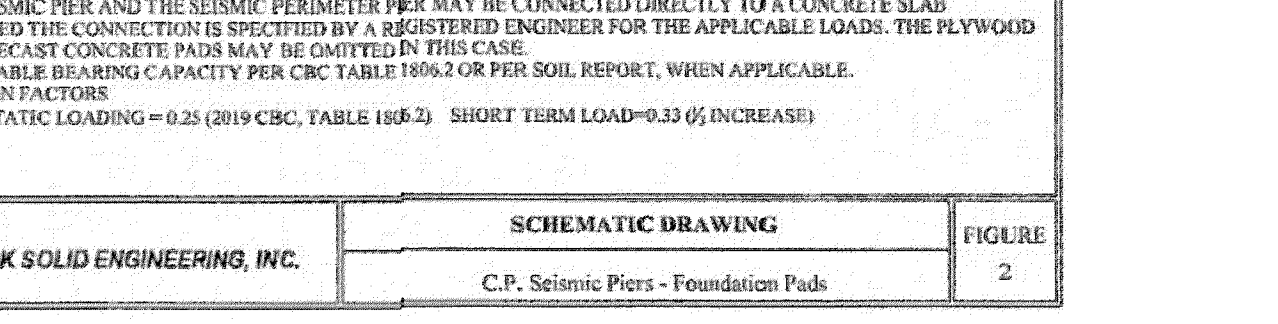 SMIC PIER AND THE SEISMIC PERIMETER PIER MAY BE CONNECTED DIRECTLY TO A CONCRETE SLAB
ED THE CONNECTION IS SPECIFIED BY A REGISTERED ENGINEER FOR THE APPLICABLE LOADS. THE PLYWOOD
ECAST CONCRETE PADS MAY BE OMITTED IN THIS CASE.
ABLE BEARING CAPACITY PER CBC TABLE 1806.2 OR PER SOIL REPORT, WHEN APPLICABLE.
N FACTORS
TATIC LOADING = 0.25 (2019 CBC, TABLE 1806.2) SHORT TERM LOAD=0.33 (⅓ INCREASE)
K SOLID ENGINEERING, INC.
SCHEMATIC DRAWING
C.P. Seismic Piers - Foundation Pads
FIGURE
2